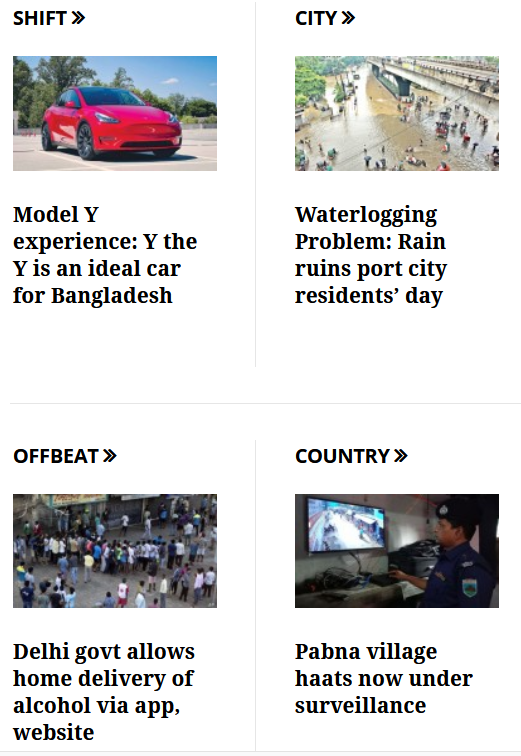 SHIFT »
Model Y
experience: Y the
Y is an ideal car
for Bangladesh
CITY »
Waterlogging
Problem: Rain
ruins port city
residents’ day
OFFBEAT »
Delhi govt allows
home delivery of
alcohol via app,
website
COUNTRY »
Pabna village
haats now under
surveillance